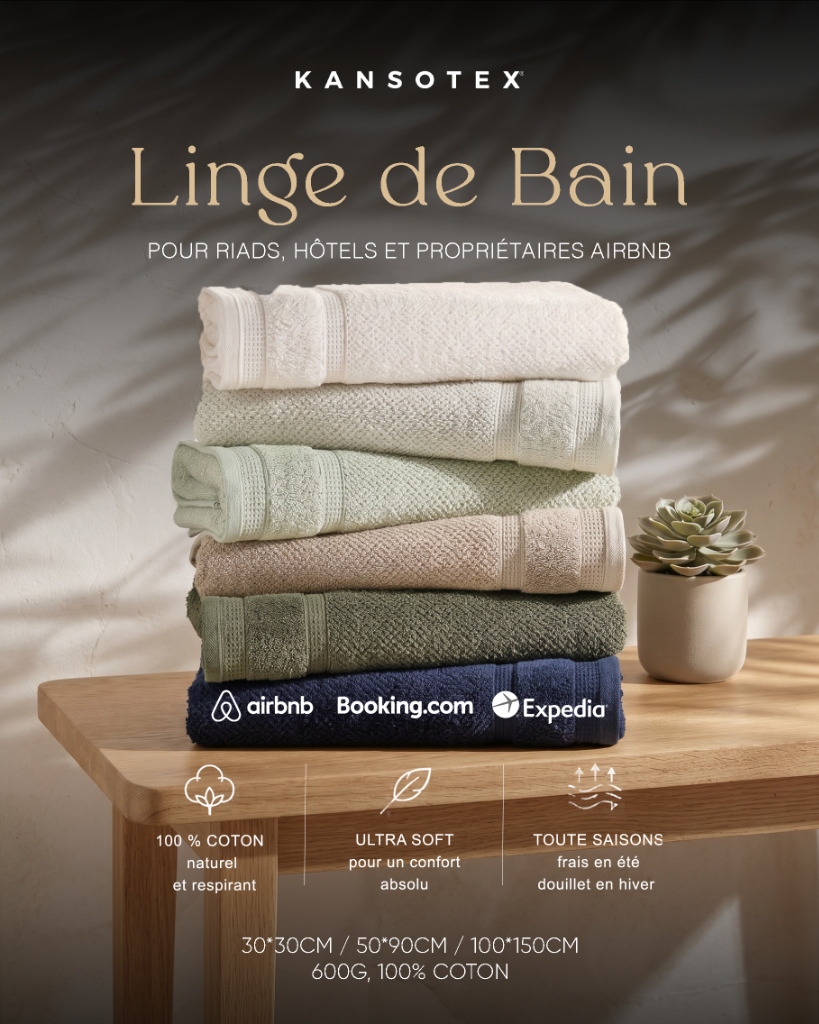 KANSOTEX®
Linge de Bain
POUR RIADS, HÔTELS ET PROPRIÉTAIRES AIRBNB
airbnb Booking.com Expedia
100 % COTON
naturel
et respirant
ULTRA SOFT
pour un confort
absolu
TOUTE SAISONS
frais en été
douillet en hiver
30*30CM / 50*90CM / 100*150CM
600G, 100% COTON